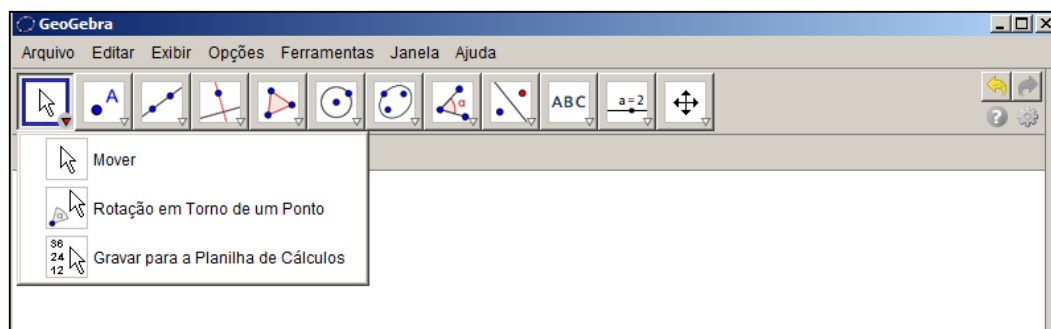 GeoGebra
Arquivo Editar Exibir Opções Ferramentas Janela Ajuda
A α ABC a=2
Mover
α Rotação em Torno de um Ponto
36
24
12 Gravar para a Planilha de Cálculos